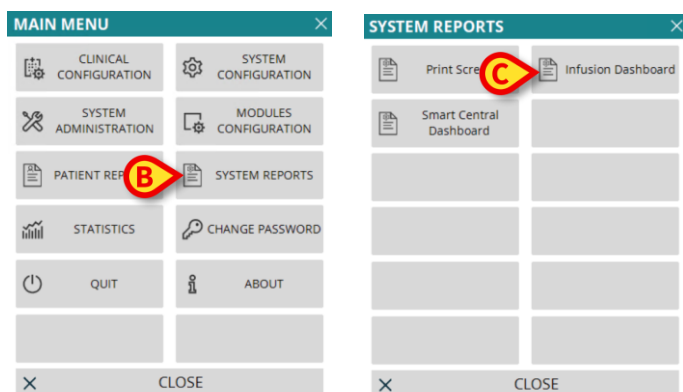 MAIN MENU
CLINICAL
CONFIGURATION
SYSTEM
CONFIGURATION
SYSTEM
ADMINISTRATION
MODULES
CONFIGURATION
PATIENT REP
B
SYSTEM REPORTS
STATISTICS
CHANGE PASSWORD
QUIT
ABOUT
CLOSE
SYSTEM REPORTS
Print Scre
C
Infusion Dashboard
Smart Central
Dashboard
CLOSE